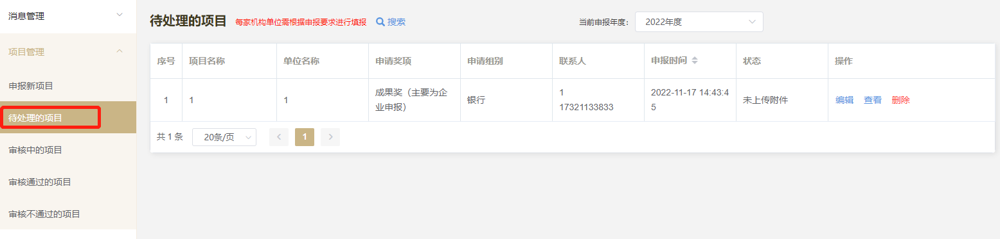 消息管理
项目管理
申报新项目
待处理的项目
审核中的项目
审核通过的项目
审核不通过的项目
待处理的项目 每家机构单位需根据申报要求进行填报 搜索 当前申报年度： 2022年度
序号 项目名称 单位名称 申请奖项 申请组别 联系人 申报时间 状态 操作
1 1 1 成果奖（主要为企 银行 1 2022-11-17 14:43:4 未上传附件 编辑 查看 删除
业申报） 17321133833 5
共 1 条 20条/页 1